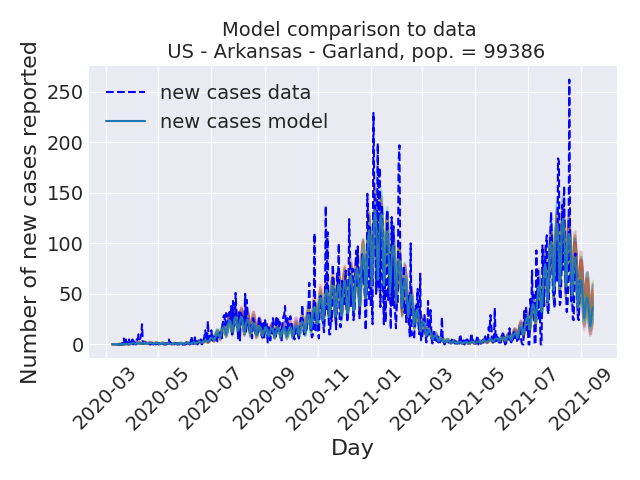 Model comparison to data
US - Arkansas - Garland, pop. = 99386
new cases data
new cases model
Number of new cases reported
250
200
150
100
50
0
2020-03
2020-05
2020-07
2020-09
2020-11
2021-01
2021-03
2021-05
2021-07
2021-09
Day